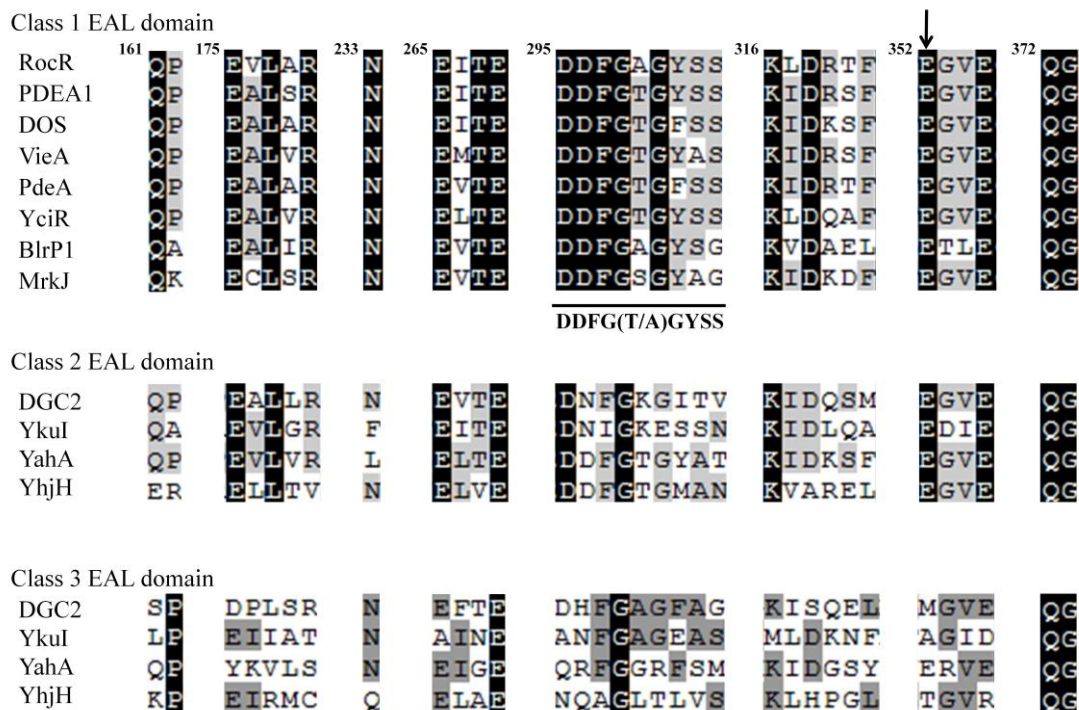 Class 1 EAL domain
161 175 233 265 295 316 352 372
RocR QP EVLAR N EITE DDFGAGYSS KLDRTF EGVE QG
PDEA1 QP EALSR N EITE DDFGTGYSS KIDRSF EGVE QG
DOS QP EALAR N EITE DDFGTGFSS KIDKSF EGVE QG
VieA QP EALVR N EMTE DDFGTGYAS KIDRSF EGVE QG
PdeA QP EALAR N EVTE DDFGTGFSS KIDRTF EGVE QG
YciR QP EALVR N ELTE DDFGTGYSS KLDQAF EGVE QG
BlrP1 QA EALIR N EVTE DDFGAGYSG KVDAEL ETLE QG
MrkJ QK ECLSR N EVTE DDFGSGYAG KIDKDF EGVE QG
DDFG(T/A)GYSS
Class 2 EAL domain
DGC2 QP EALLR N EVTE DNFGKGITV KIDQSM EGVE QG
YkuI QA EVLGR F EITE DNIGKESSN KIDLQA EDIE QG
YahA QP EVLVR L ELTE DDFGTGYAT KIDKSF EGVE QG
YhjH ER ELLTV N ELVE DDFGTGMAN KVAREL EGVE QG
Class 3 EAL domain
DGC2 SP DPLSR N EFTE DHFGAGFAG KISQEL MGVE QG
YkuI LP EIIAT N AINE ANFGAGEAS MLDKNF AGID QG
YahA QP YKVLS N EIGE QRFGGRFSM KIDGSY ERVE QG
YhjH KP EIRMC Q ELAE NQAGLTLVS KLHPGL TGVR QG